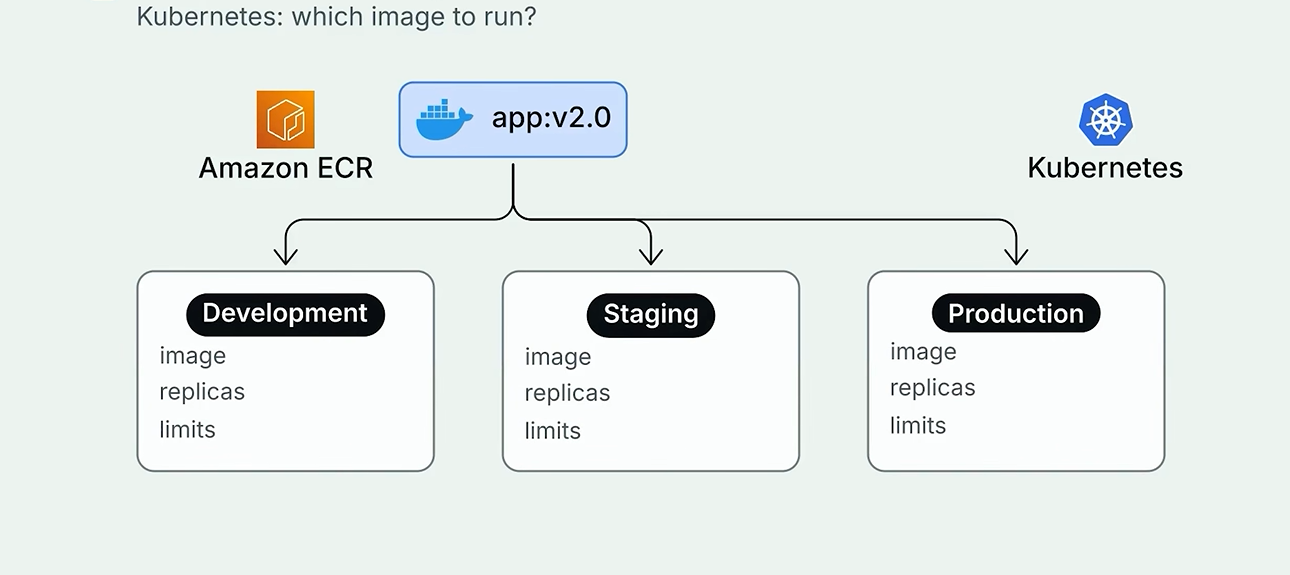 Kubernetes: which image to run?
app:v2.0
Amazon ECR
Kubernetes
Development
image
replicas
limits
Staging
image
replicas
limits
Production
image
replicas
limits